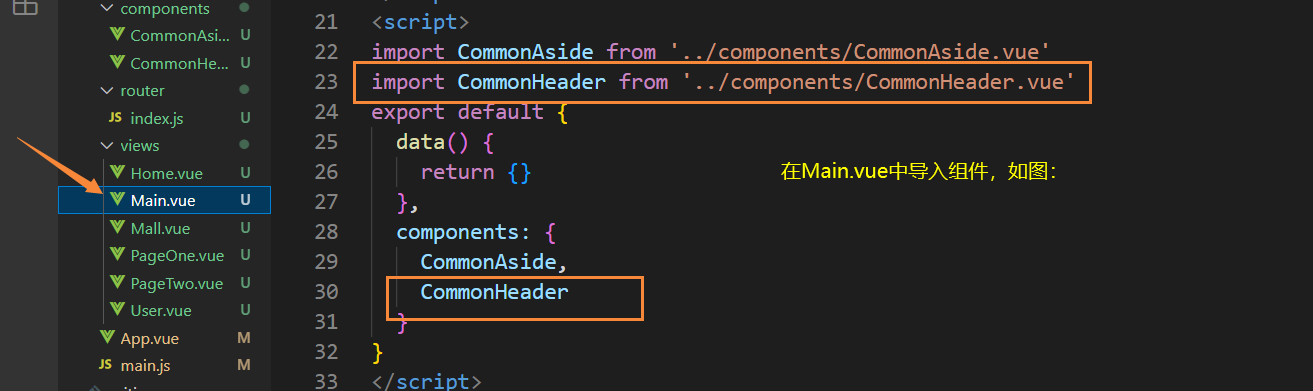 components
CommonAsi... U
CommonHe... U
router
JS index.js U
views
Home.vue U
Main.vue U
Mall.vue U
PageOne.vue U
PageTwo.vue U
User.vue U
App.vue M
JS main.js M
21 <script>
22 import CommonAside from '../components/CommonAside.vue'
23 import CommonHeader from '../components/CommonHeader.vue'
24 export default {
25 data() {
26 return {}
27 },
28 components: {
29 CommonAside,
30 CommonHeader
31 }
32 }
33 </script>
在Main.vue中导入组件，如图：